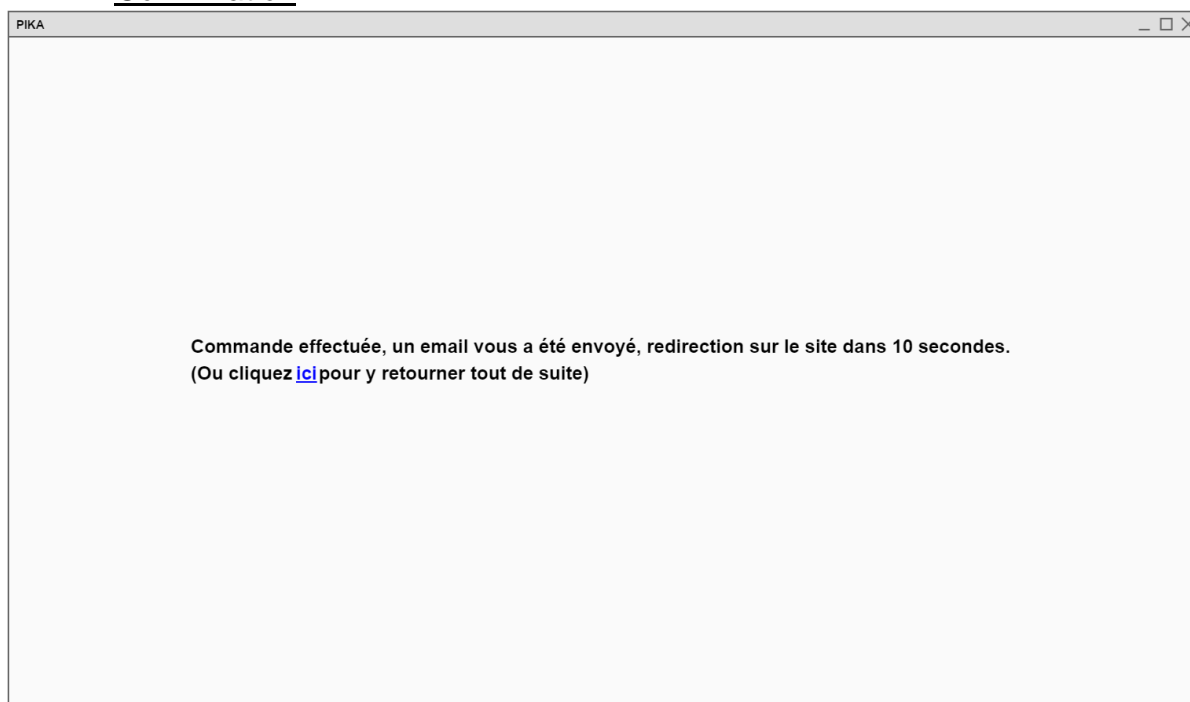 PIKA
Commande effectuée, un email vous a été envoyé, redirection sur le site dans 10 secondes.
(Ou cliquez ici pour y retourner tout de suite)